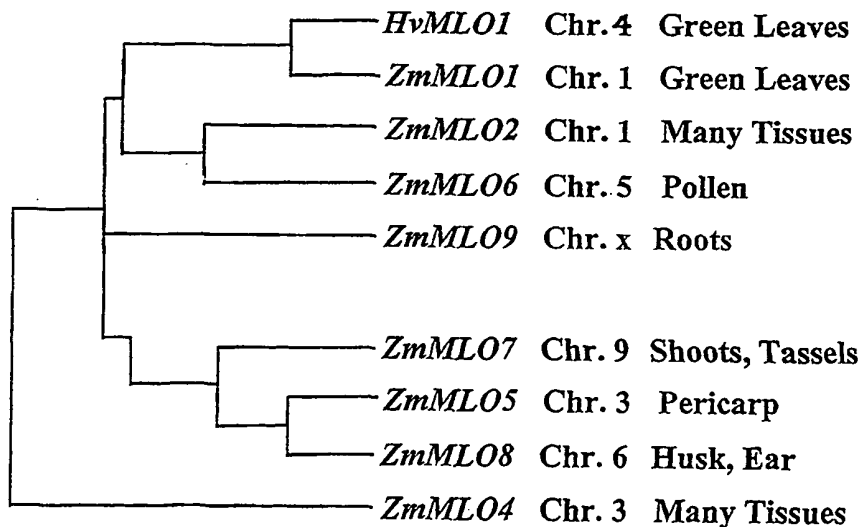 HvMLO1 Chr. 4 Green Leaves
ZmMLO1 Chr. 1 Green Leaves
ZmMLO2 Chr. 1 Many Tissues
ZmMLO6 Chr. 5 Pollen
ZmMLO9 Chr. x Roots
ZmMLO7 Chr. 9 Shoots, Tassels
ZmMLO5 Chr. 3 Pericarp
ZmMLO8 Chr. 6 Husk, Ear
ZmMLO4 Chr. 3 Many Tissues